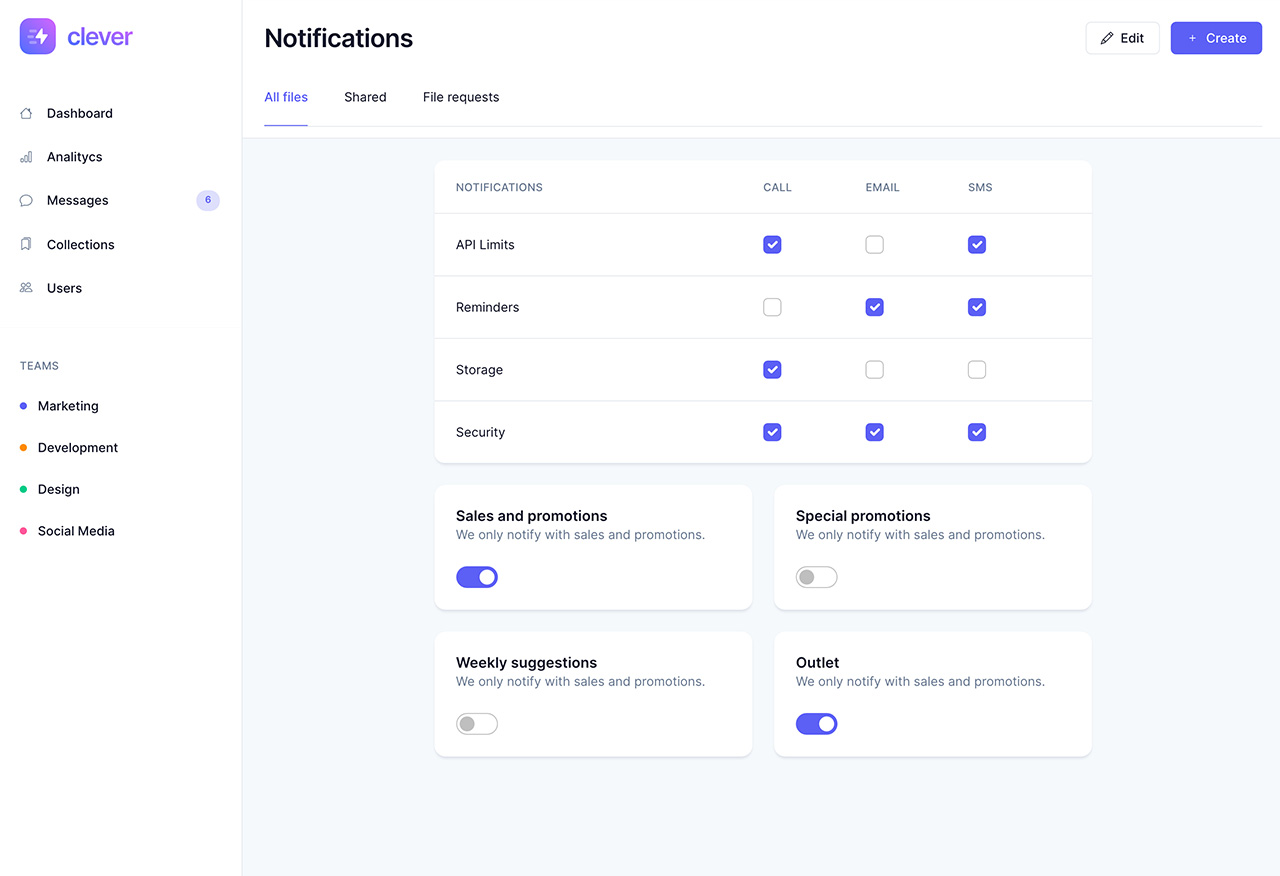 clever
Notifications
Edit
+ Create
All files
Shared
File requests
Dashboard
Analitycs
Messages 6
Collections
Users
TEAMS
Marketing
Development
Design
Social Media
NOTIFICATIONS CALL EMAIL SMS
API Limits
Reminders
Storage
Security
Sales and promotions
We only notify with sales and promotions.
Special promotions
We only notify with sales and promotions.
Weekly suggestions
We only notify with sales and promotions.
Outlet
We only notify with sales and promotions.